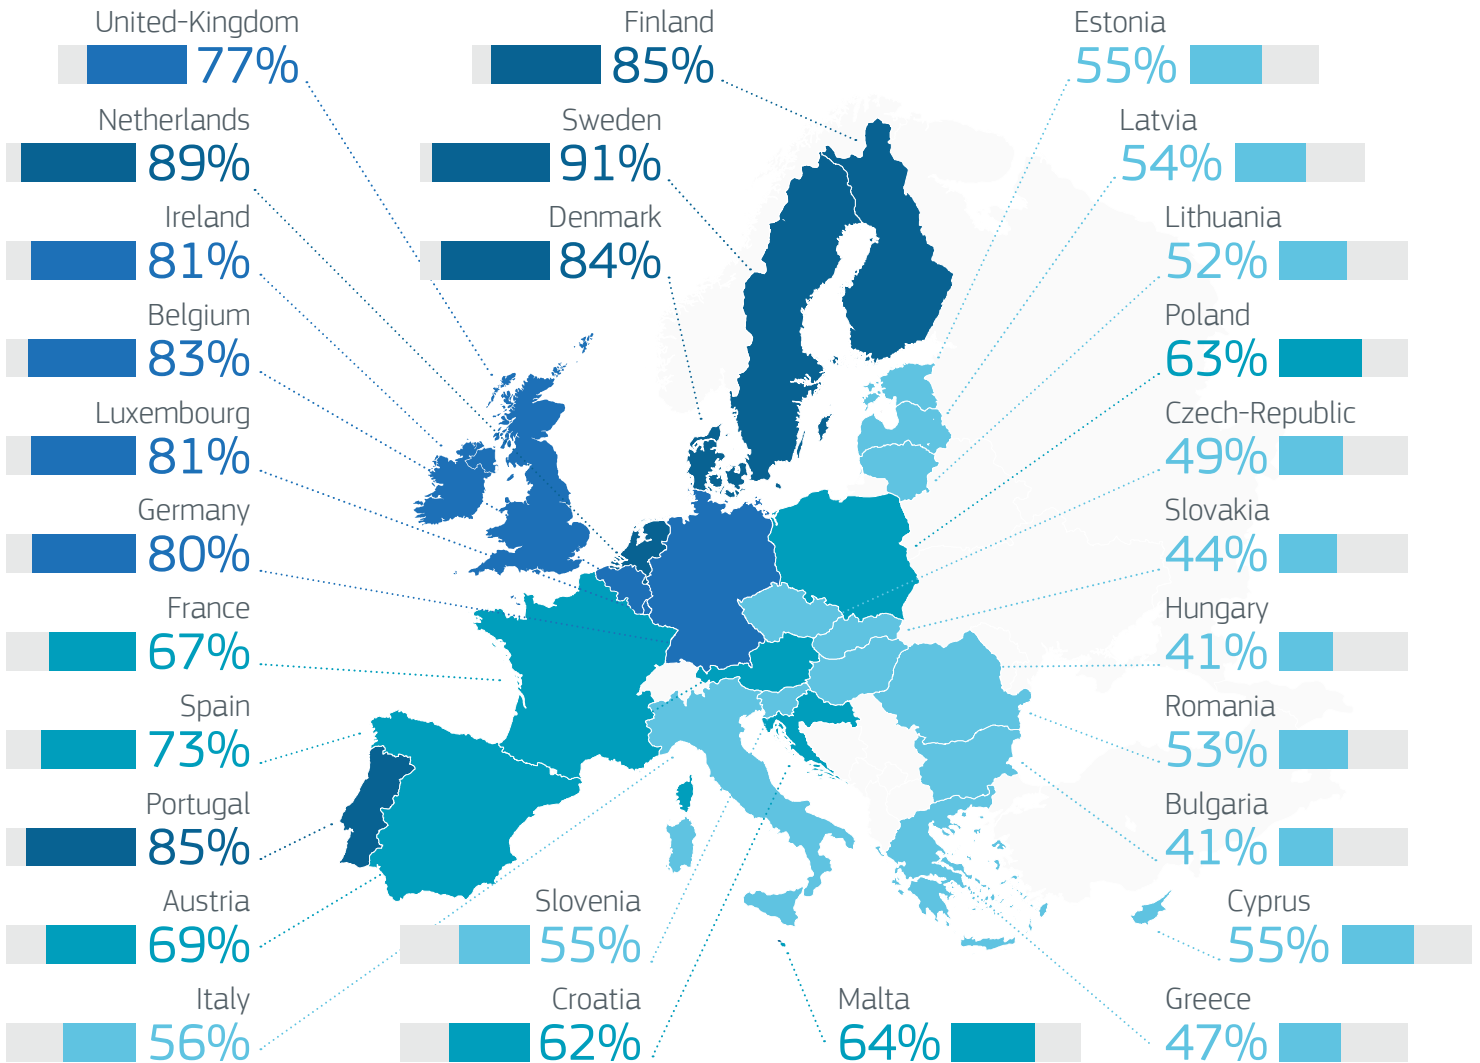 United-Kingdom
77%
Finland
85%
Estonia
55%
Netherlands
89%
Sweden
91%
Latvia
54%
Ireland
81%
Denmark
84%
Lithuania
52%
Belgium
83%
Poland
63%
Luxembourg
81%
Czech-Republic
49%
Germany
80%
Slovakia
44%
France
67%
Hungary
41%
Spain
73%
Romania
53%
Portugal
85%
Bulgaria
41%
Austria
69%
Slovenia
55%
Cyprus
55%
Italy
56%
Croatia
62%
Malta
64%
Greece
47%